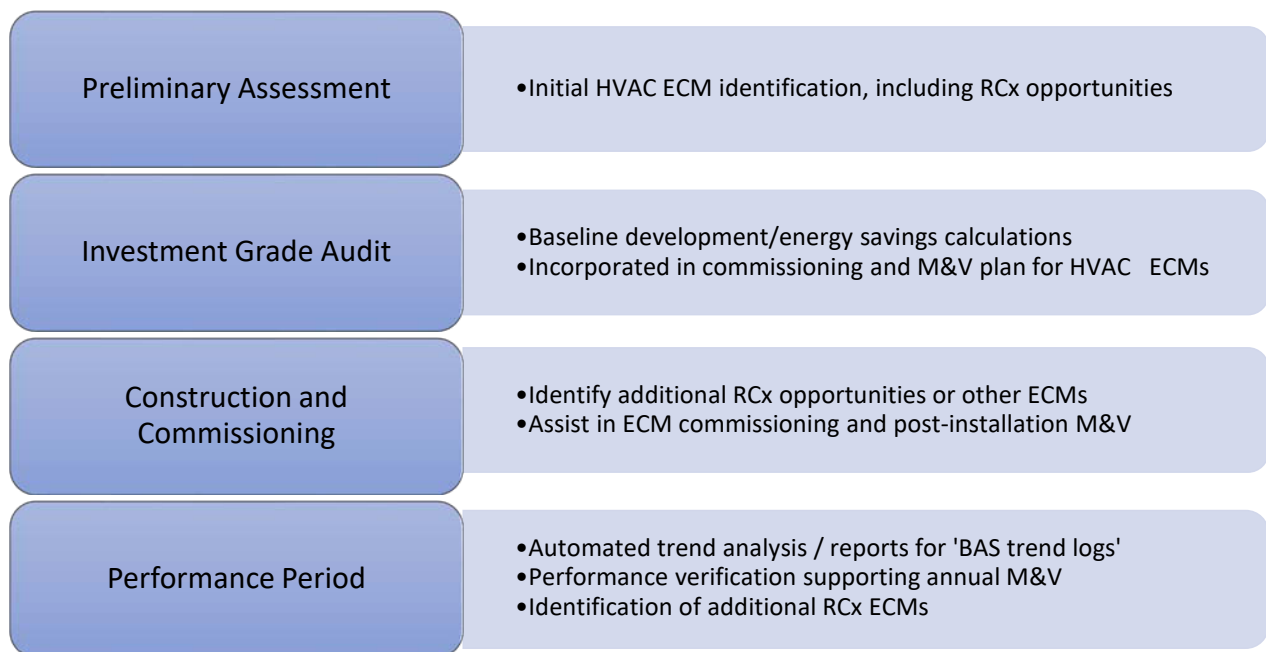 Preliminary Assessment
•Initial HVAC ECM identification, including RCx opportunities
Investment Grade Audit
•Baseline development/energy savings calculations
•Incorporated in commissioning and M&V plan for HVAC   ECMs
Construction and
Commissioning
•Identify additional RCx opportunities or other ECMs
•Assist in ECM commissioning and post-installation M&V
Performance Period
•Automated trend analysis / reports for 'BAS trend logs'
•Performance verification supporting annual M&V
•Identification of additional RCx ECMs